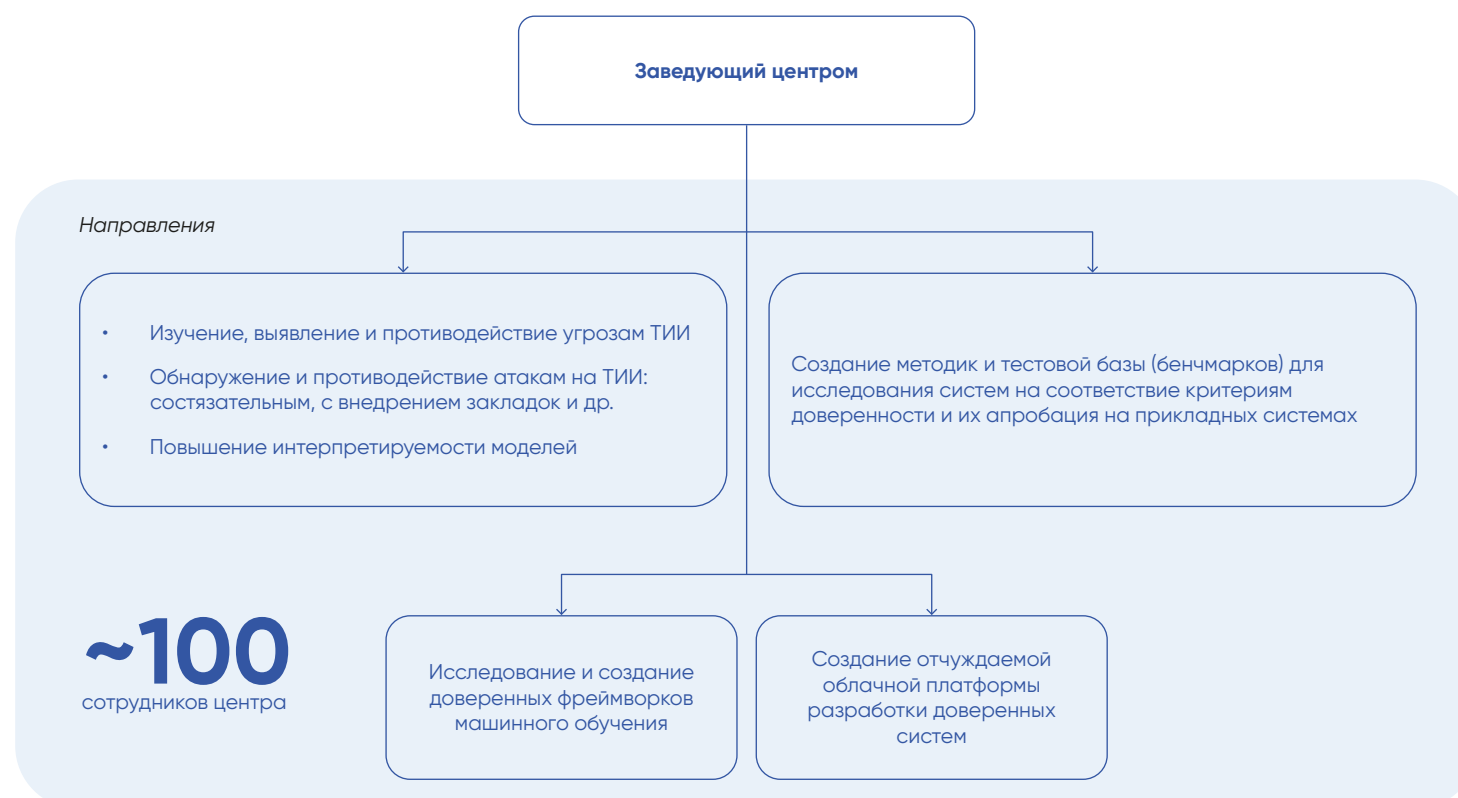 Заведующий центром
Направления
• Изучение, выявление и противодействие угрозам ТИИ
• Обнаружение и противодействие атакам на ТИИ:
состязательным, с внедрением закладок и др.
• Повышение интерпретируемости моделей
Создание методик и тестовой базы (бенчмарков) для
исследования систем на соответствие критериям
доверенности и их апробация на прикладных системах
~100
сотрудников центра
Исследование и создание
доверенных фреймворков
машинного обучения
Создание отчуждаемой
облачной платформы
разработки доверенных
систем